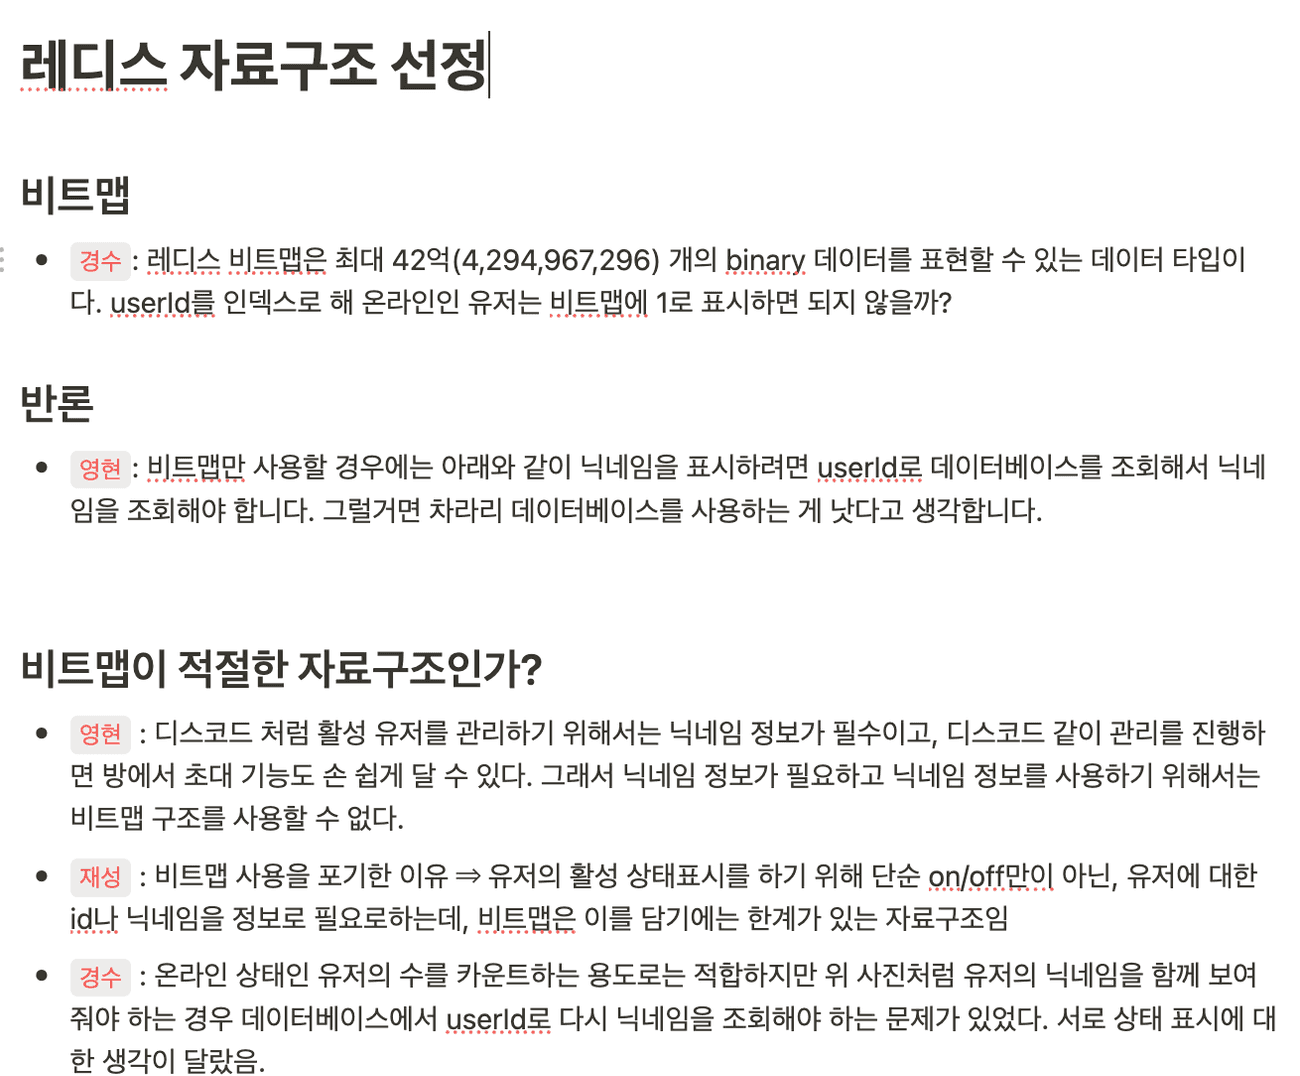 레디스 자료구조 선정
비트맵
• 경수 : 레디스 비트맵은 최대 42억(4,294,967,296) 개의 binary 데이터를 표현할 수 있는 데이터 타입이
다. userId를 인덱스로 해 온라인인 유저는 비트맵에 1로 표시하면 되지 않을까?
반론
• 영현 : 비트맵만 사용할 경우에는 아래와 같이 닉네임을 표시하려면 userId로 데이터베이스를 조회해서 닉네
임을 조회해야 합니다. 그럴거면 차라리 데이터베이스를 사용하는 게 낫다고 생각합니다.
비트맵이 적절한 자료구조인가?
• 영현 : 디스코드 처럼 활성 유저를 관리하기 위해서는 닉네임 정보가 필수이고, 디스코드 같이 관리를 진행하
면 방에서 초대 기능도 손 쉽게 달 수 있다. 그래서 닉네임 정보가 필요하고 닉네임 정보를 사용하기 위해서는
비트맵 구조를 사용할 수 없다.
• 재성 : 비트맵 사용을 포기한 이유 ⇒ 유저의 활성 상태표시를 하기 위해 단순 on/off만이 아닌, 유저에 대한
id나 닉네임을 정보로 필요로하는데, 비트맵은 이를 담기에는 한계가 있는 자료구조임
• 경수 : 온라인 상태인 유저의 수를 카운트하는 용도로는 적합하지만 위 사진처럼 유저의 닉네임을 함께 보여
줘야 하는 경우 데이터베이스에서 userId로 다시 닉네임을 조회해야 하는 문제가 있었다. 서로 상태 표시에 대
한 생각이 달랐음.